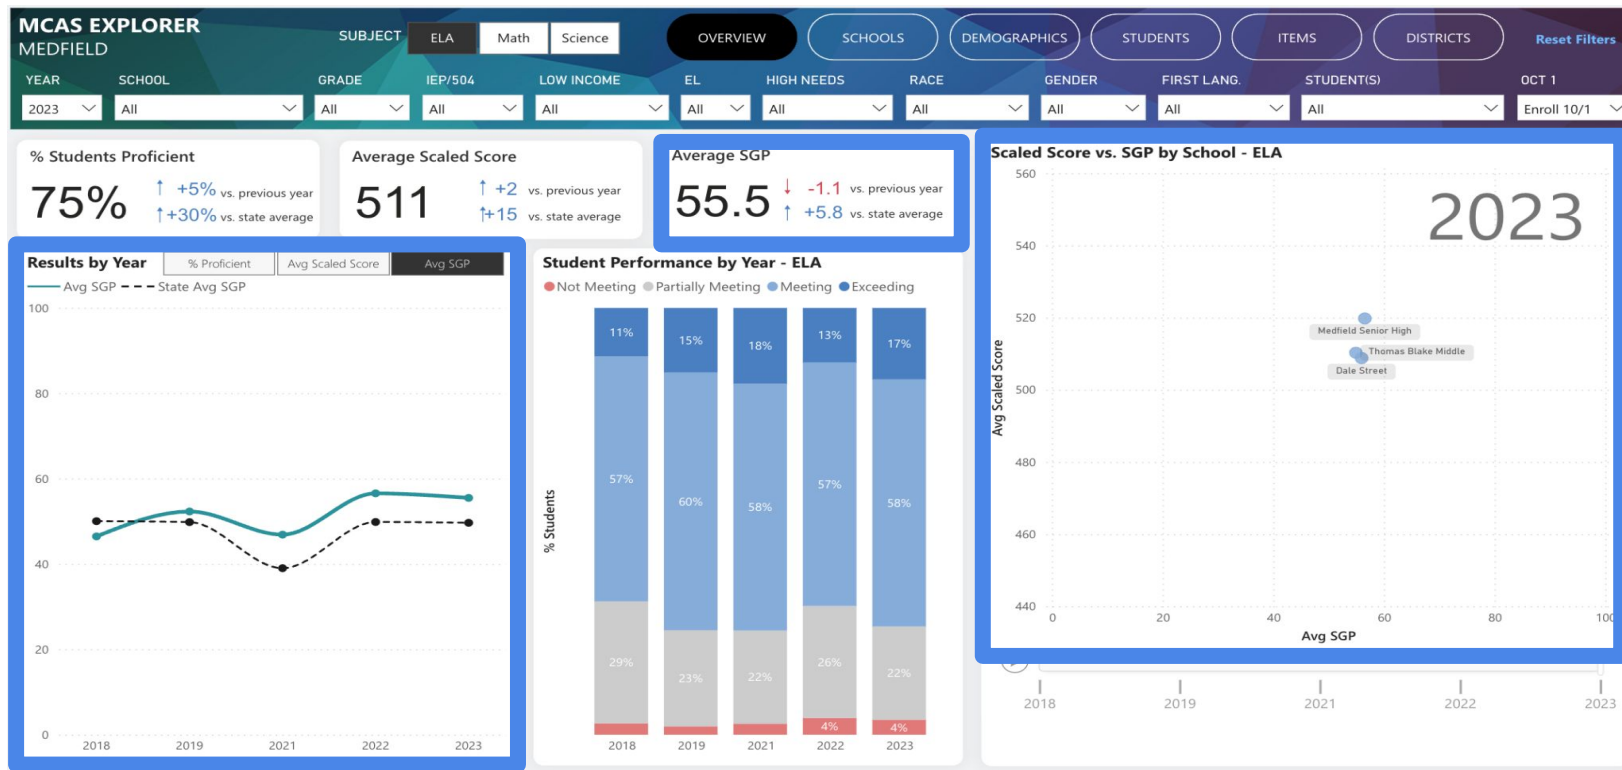 MCAS EXPLORER
MEDFIELD
SUBJECT ELA Math Science
OVERVIEW SCHOOLS DEMOGRAPHICS STUDENTS ITEMS DISTRICTS Reset Filters
YEAR SCHOOL GRADE IEP/504 LOW INCOME EL HIGH NEEDS RACE GENDER FIRST LANG. STUDENT(S) OCT 1
2023 All All All All All All All All All All Enroll 10/1
% Students Proficient
75% ↑ +5% vs. previous year
↑+30% vs. state average
Average Scaled Score
511 ↑ +2 vs. previous year
↑+15 vs. state average
Average SGP
55.5 ↓ -1.1 vs. previous year
↑ +5.8 vs. state average
Results by Year % Proficient Avg Scaled Score Avg SGP
Avg SGP State Avg SGP
100
80
60
40
20
0
2018 2019 2021 2022 2023
Student Performance by Year - ELA
Not Meeting Partially Meeting Meeting Exceeding
% Students
11% 15% 18% 13% 17%
57% 60% 58% 57% 58%
29% 23% 22% 26% 22%
4% 4%
2018 2019 2021 2022 2023
Scaled Score vs. SGP by School - ELA
2023
560
540
520
500
480
460
440
Avg Scaled Score
Medfield Senior High
Thomas Blake Middle
Dale Street
0 20 40 60 80 100
Avg SGP
2018 2019 2021 2022 2023